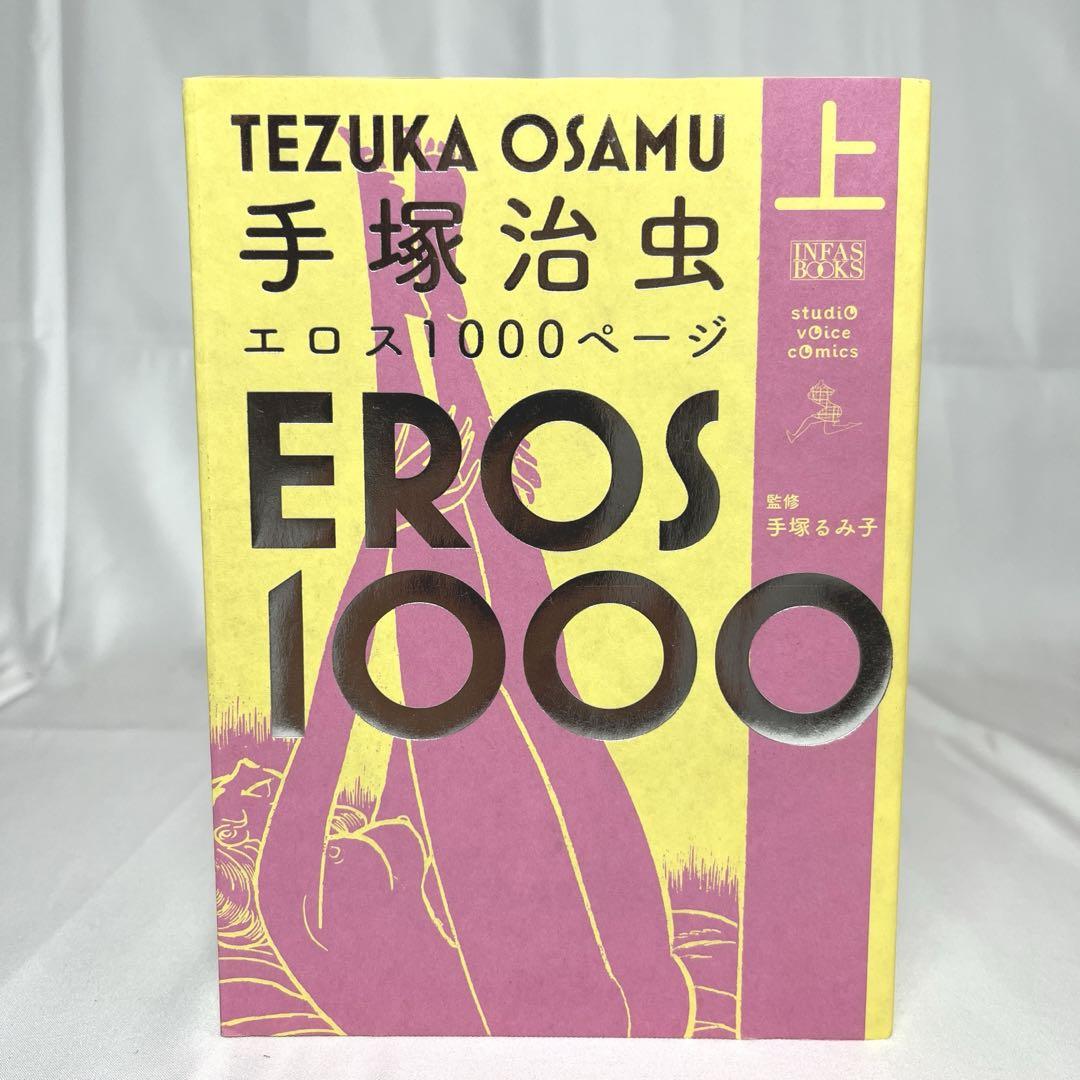 TEZUKA OSAMU
手塚治虫
エロス1000ページ
EROS
1000
上
INFAS
BOOKS
studiO
vOice
cOmics
監修
手塚るみ子